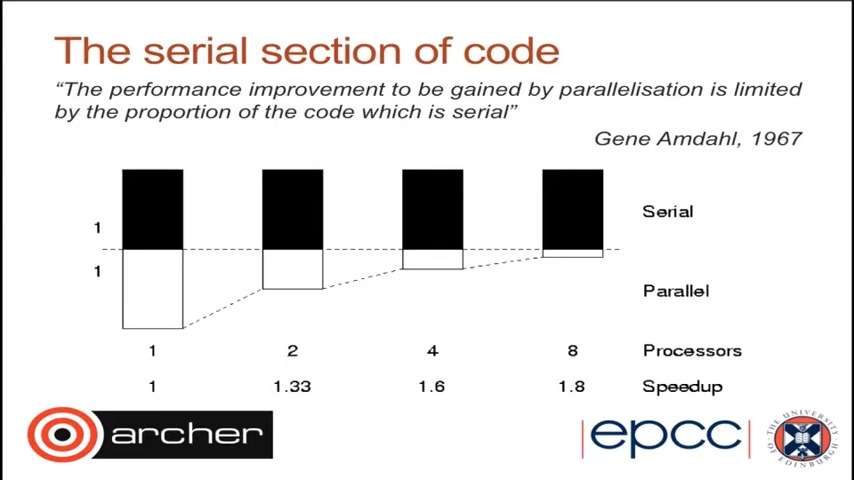 The serial section of code
“The performance improvement to be gained by parallelisation is limited
by the proportion of the code which is serial”
Gene Amdahl, 1967
Serial
1
1
Parallel
1 2 4 8 Processors
1 1.33 1.6 1.8 Speedup
archer
epcc
THE UNIVERSITY OF EDINBURGH